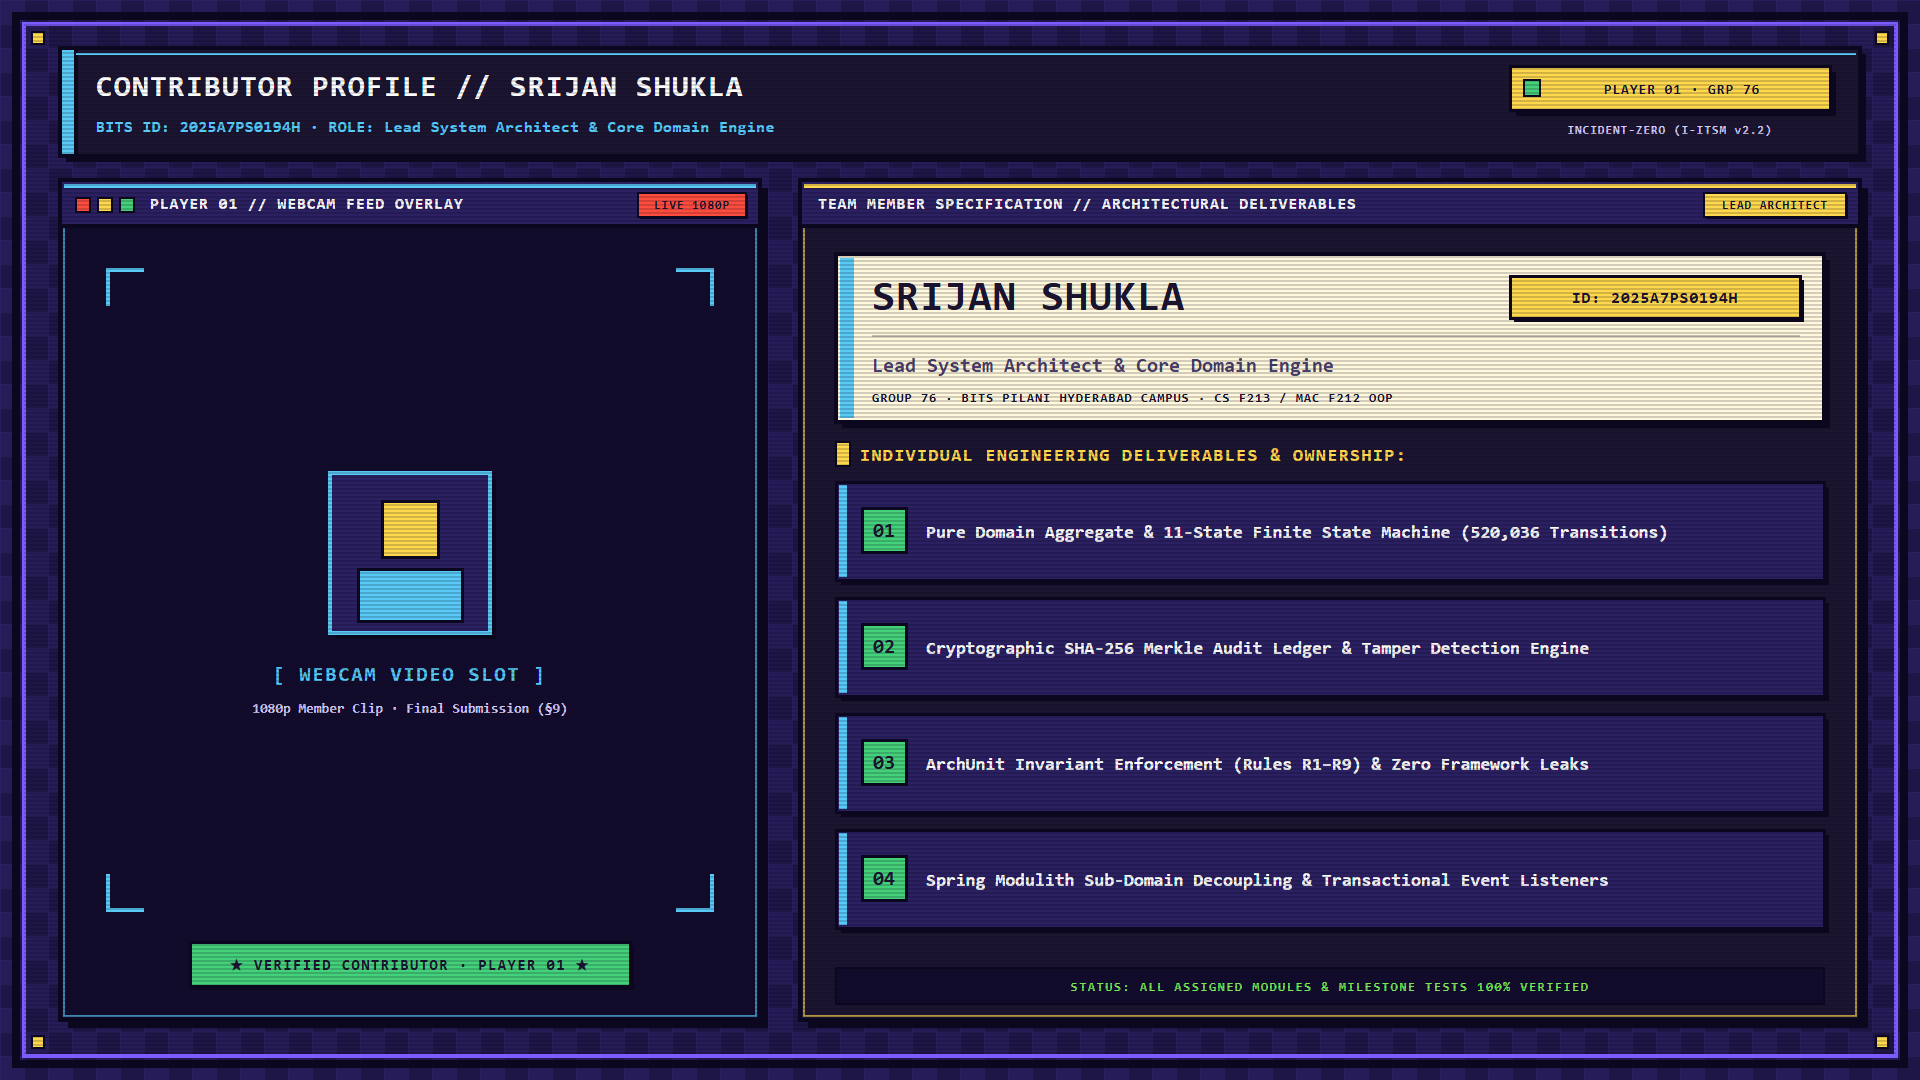 CONTRIBUTOR PROFILE // SRIJAN SHUKLA
BITS ID: 2025A7PS0194H · ROLE: Lead System Architect & Core Domain Engine
PLAYER 01 · GRP 76
INCIDENT-ZERO (I-ITSM v2.2)
PLAYER 01 // WEBCAM FEED OVERLAY
LIVE 1080P
[ WEBCAM VIDEO SLOT ]
1080p Member Clip · Final Submission (§9)
★ VERIFIED CONTRIBUTOR · PLAYER 01 ★
TEAM MEMBER SPECIFICATION // ARCHITECTURAL DELIVERABLES
LEAD ARCHITECT
SRIJAN SHUKLA
ID: 2025A7PS0194H
Lead System Architect & Core Domain Engine
GROUP 76 · BITS PILANI HYDERABAD CAMPUS · CS F213 / MAC F212 OOP
INDIVIDUAL ENGINEERING DELIVERABLES & OWNERSHIP:
01 Pure Domain Aggregate & 11-State Finite State Machine (520,036 Transitions)
02 Cryptographic SHA-256 Merkle Audit Ledger & Tamper Detection Engine
03 ArchUnit Invariant Enforcement (Rules R1–R9) & Zero Framework Leaks
04 Spring Modulith Sub-Domain Decoupling & Transactional Event Listeners
STATUS: ALL ASSIGNED MODULES & MILESTONE TESTS 100% VERIFIED